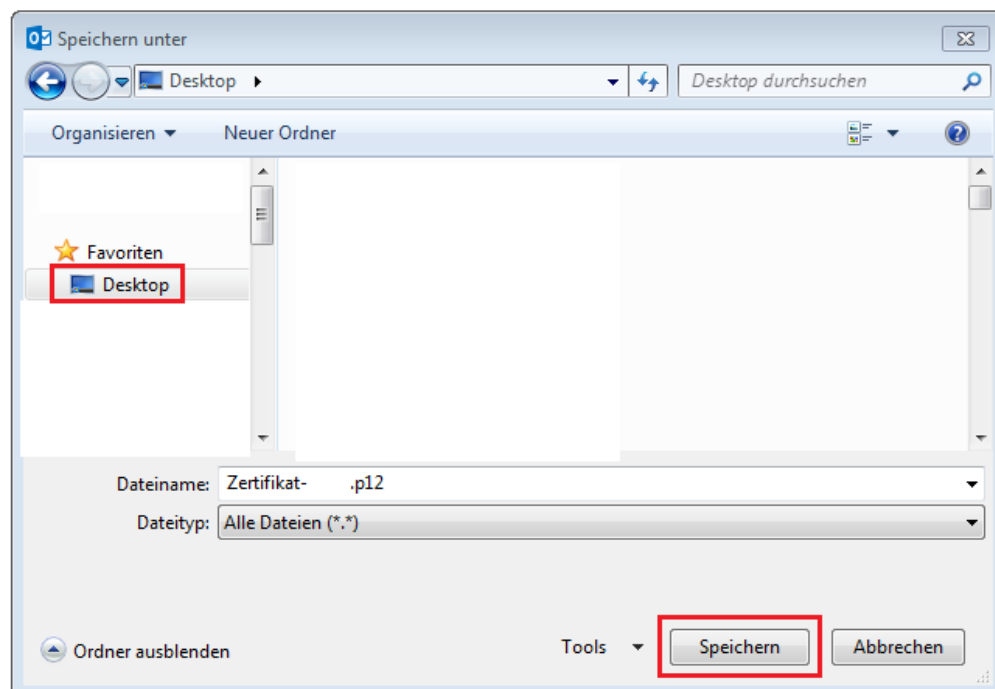 Speichern unter
Desktop
Desktop durchsuchen
Organisieren Neuer Ordner
Favoriten
Desktop
Dateiname: Zertifikat- .p12
Dateityp: Alle Dateien (*.*)
Ordner ausblenden Tools Speichern Abbrechen